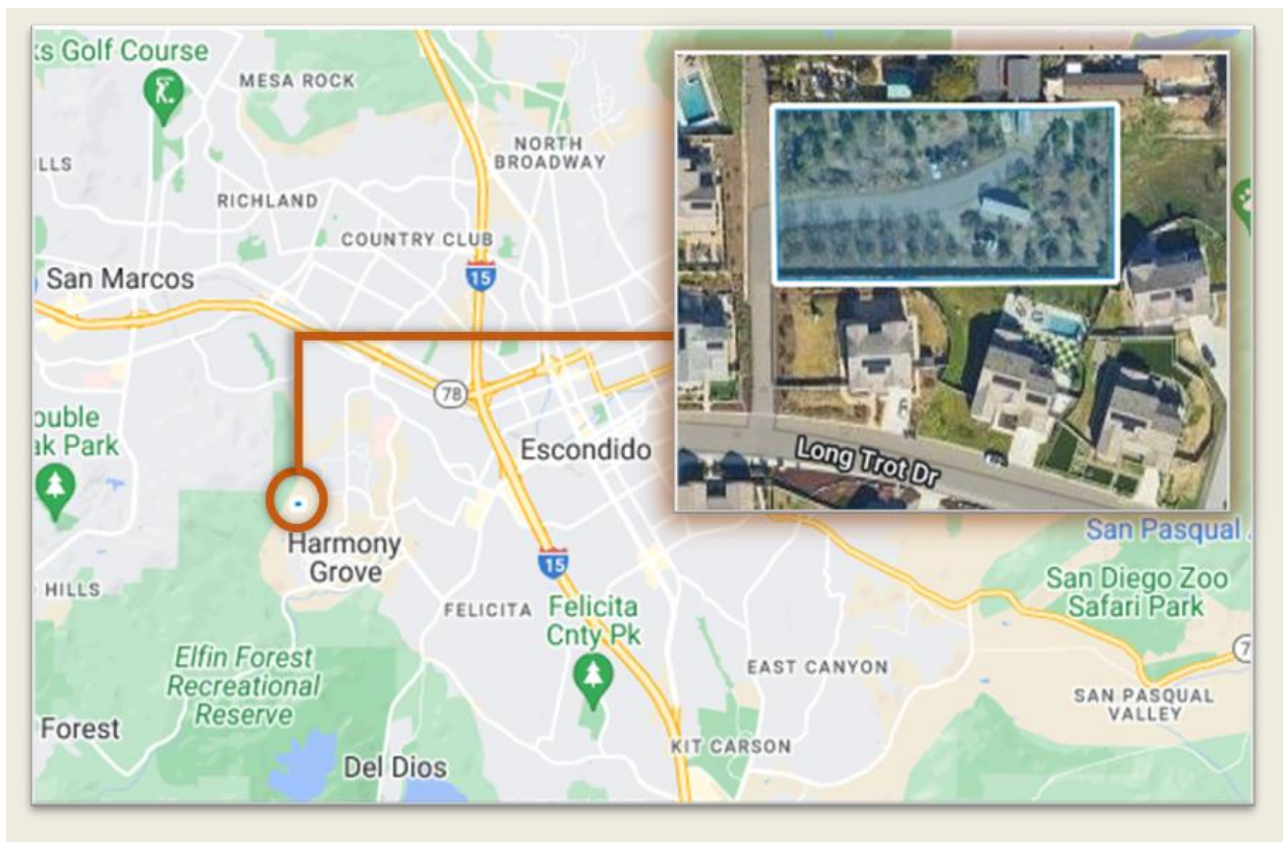 ks Golf Course
MESA ROCK
NORTH
BROADWAY
LLS
RICHLAND
COUNTRY CLUB
15
San Marcos
78
ouble
ak Park
Escondido
Long Trot Dr
San Pasqual
Harmony
Grove
15
HILLS
FELICITA
Felicita
Cnty Pk
San Diego Zoo
Safari Park
7
Elfin Forest
Recreational
Reserve
EAST CANYON
SAN PASQUAL
VALLEY
Forest
KIT CARSON
Del Dios